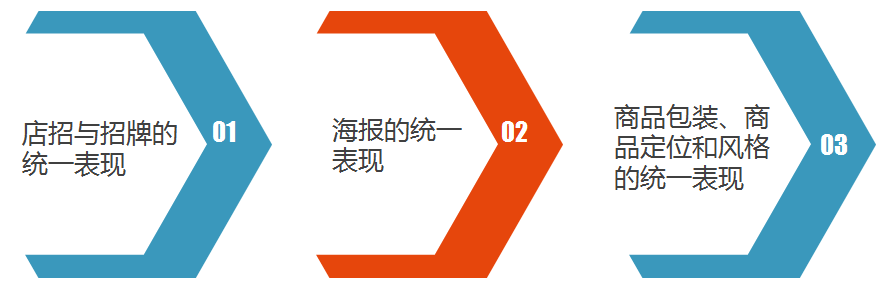 店招与招牌的
统一表现
01
海报的统一
表现
02
商品包装、商
品定位和风格
的统一表现
03